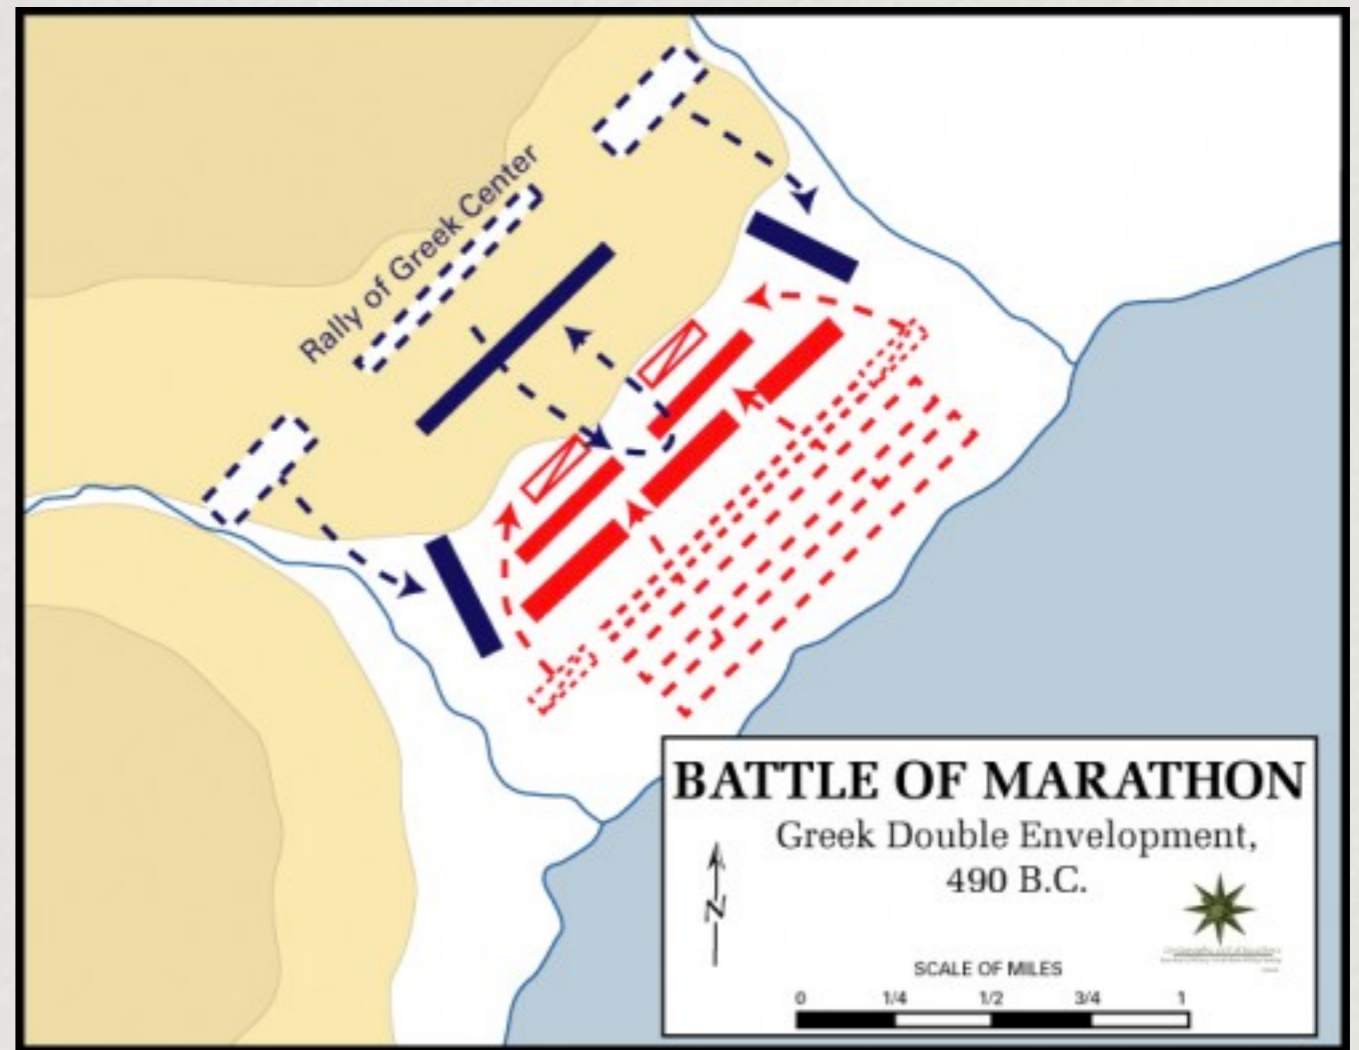 Rally of Greek Center
BATTLE OF MARATHON
Greek Double Envelopment,
490 B.C.
N
SCALE OF MILES
0 1/4 1/2 3/4 1